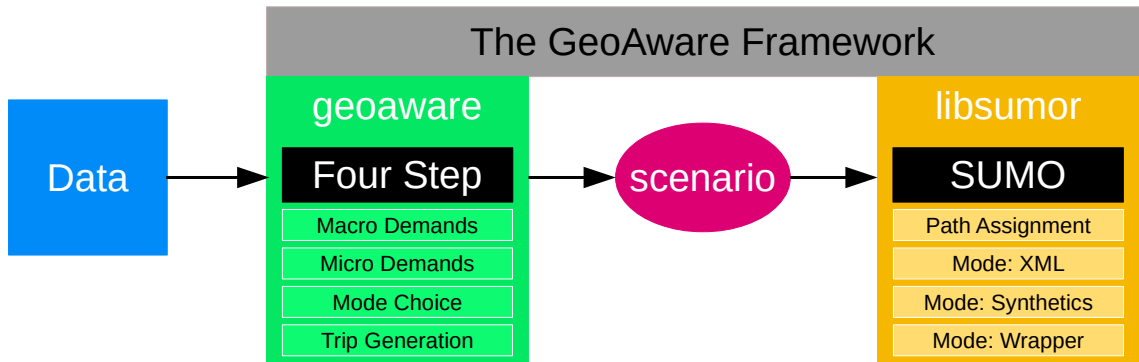 The GeoAware Framework
Data
geoaware
Four Step
Macro Demands
Micro Demands
Mode Choice
Trip Generation
scenario
libsumor
SUMO
Path Assignment
Mode: XML
Mode: Synthetics
Mode: Wrapper